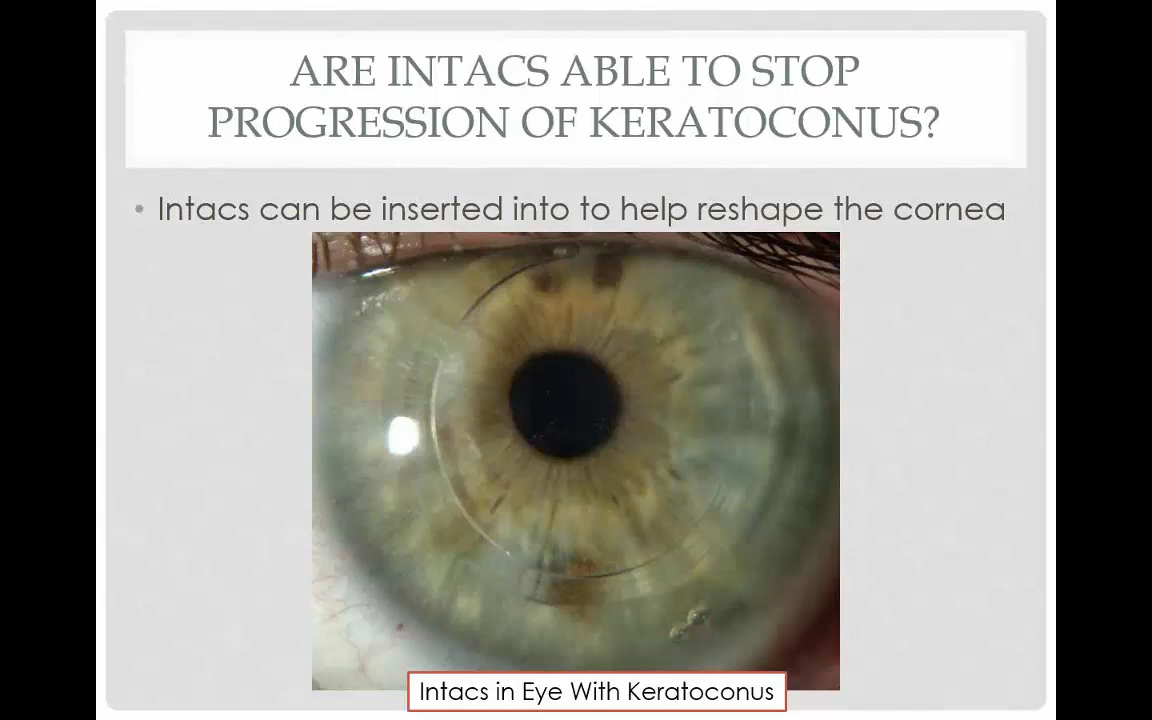 ARE INTACS ABLE TO STOP
PROGRESSION OF KERATOCONUS?
• Intacs can be inserted into to help reshape the cornea
Intacs in Eye With Keratoconus